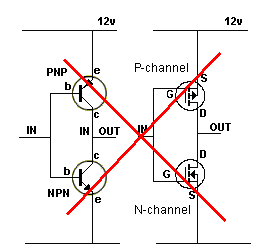 12v 12v
PNP e P-channel S
b G
c D
IN IN OUT IN OUT
c D
b G
NPN e S
N-channel